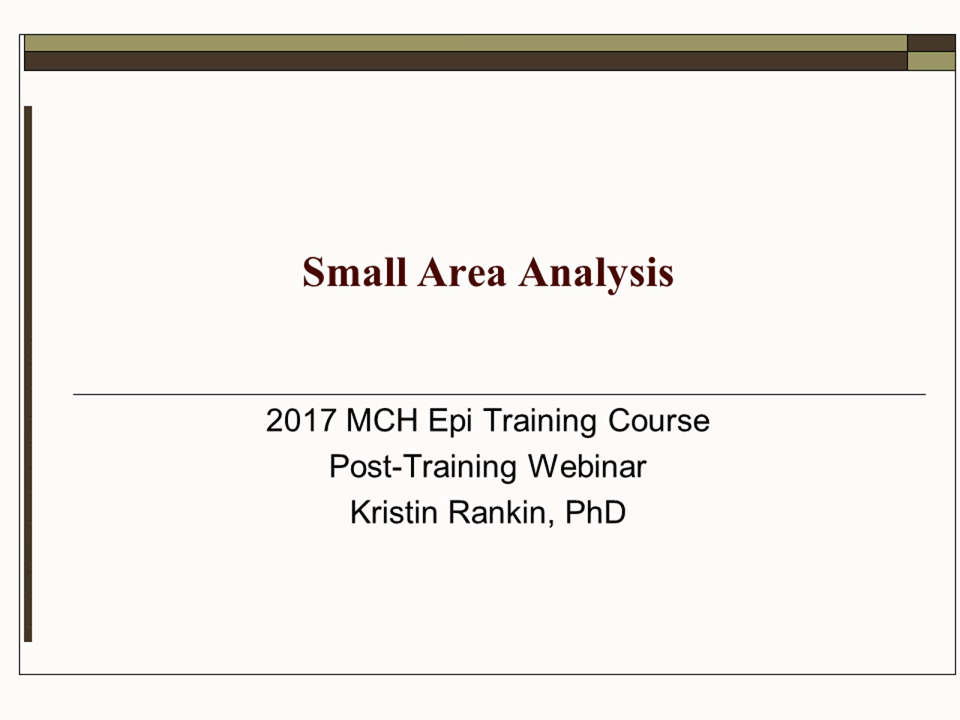 Small Area Analysis
2017 MCH Epi Training Course
Post-Training Webinar
Kristin Rankin, PhD